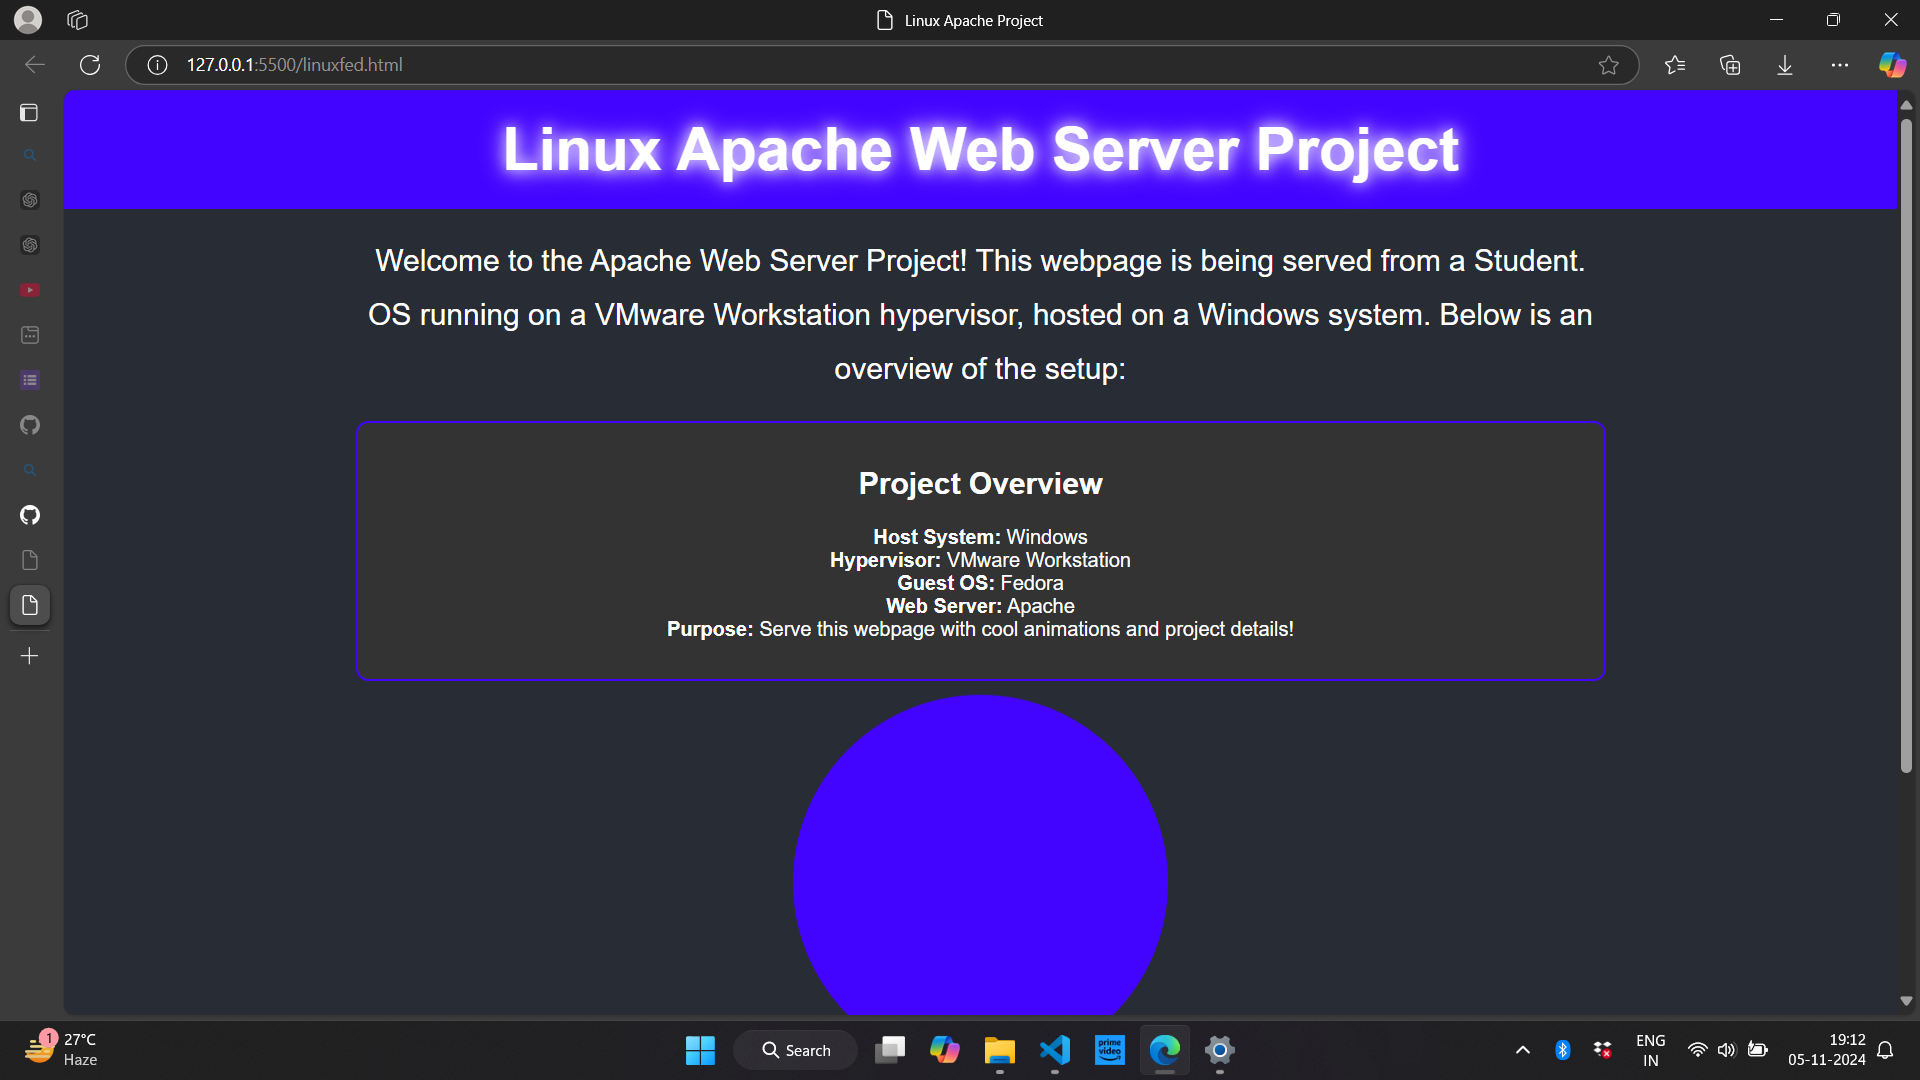 Linux Apache Project
127.0.0.1:5500/linuxfed.html
Linux Apache Web Server Project
Welcome to the Apache Web Server Project! This webpage is being served from a Student.
OS running on a VMware Workstation hypervisor, hosted on a Windows system. Below is an
overview of the setup:
Project Overview
Host System: Windows
Hypervisor: VMware Workstation
Guest OS: Fedora
Web Server: Apache
Purpose: Serve this webpage with cool animations and project details!
1
27°C
Haze
Search
prime
video
ENG
IN
19:12
05-11-2024